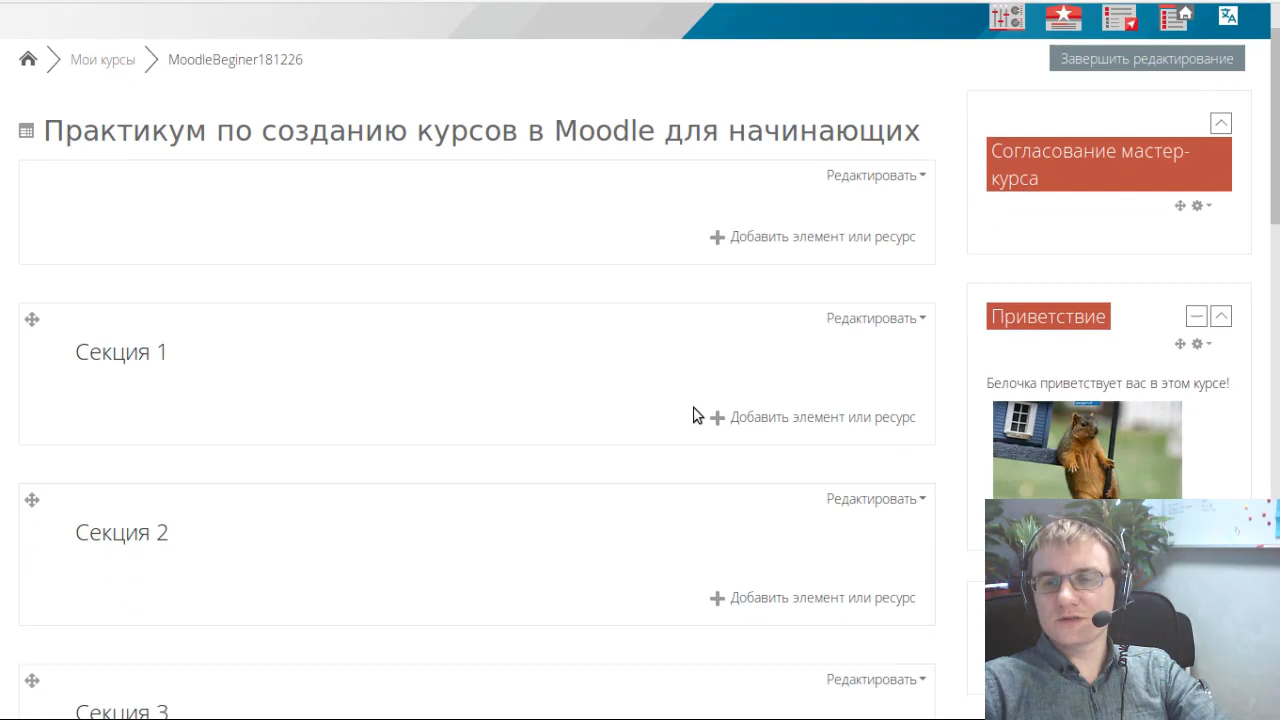 Мои курсы
MoodleBeginer181226
Завершить редактирование
Практикум по созданию курсов в Moodle для начинающих
Редактировать
Добавить элемент или ресурс
Редактировать
Секция 1
Добавить элемент или ресурс
Редактировать
Секция 2
Добавить элемент или ресурс
Редактировать
Секция 3
Согласование мастер-
курса
Приветствие
Белочка приветствует вас в этом курсе!